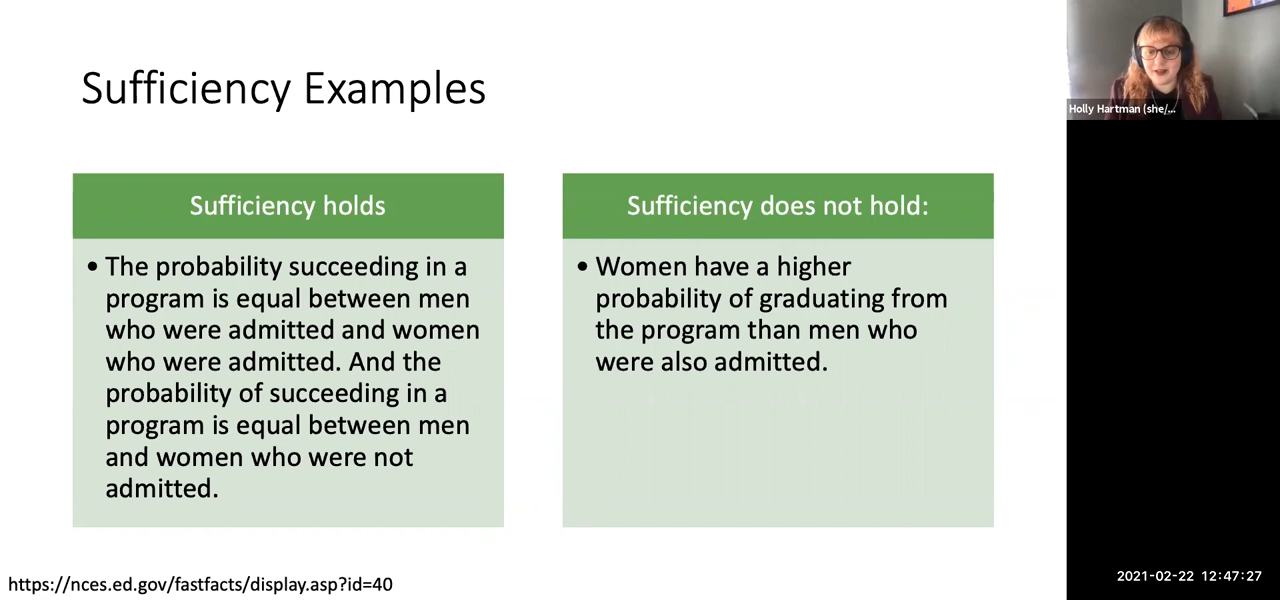 Sufficiency Examples
Sufficiency holds
• The probability succeeding in a
program is equal between men
who were admitted and women
who were admitted. And the
probability of succeeding in a
program is equal between men
and women who were not
admitted.
Sufficiency does not hold:
• Women have a higher
probability of graduating from
the program than men who
were also admitted.
https://nces.ed.gov/fastfacts/display.asp?id=40
Holly Hartman (she/...
2021-02-22 12:47:27